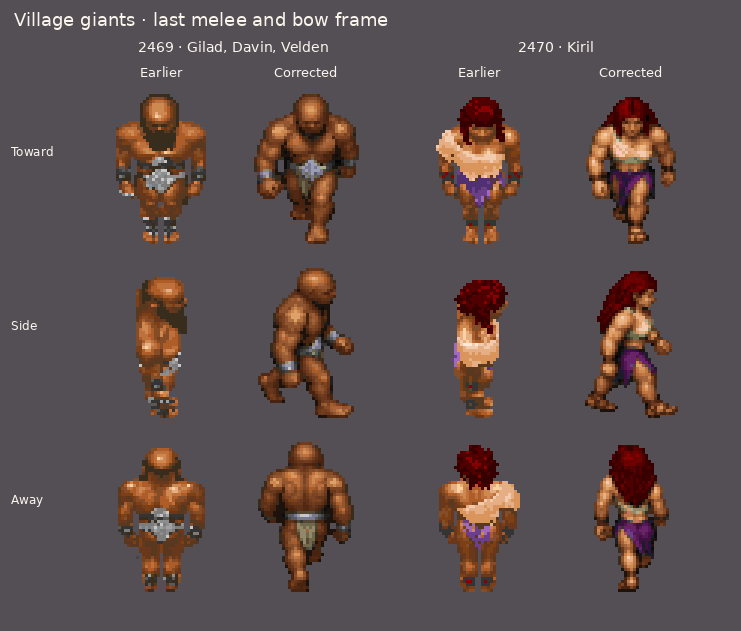 Village giants · last melee and bow frame
2469 · Gilad, Davin, Velden
2470 · Kiril
Earlier
Corrected
Earlier
Corrected
Toward
Side
Away